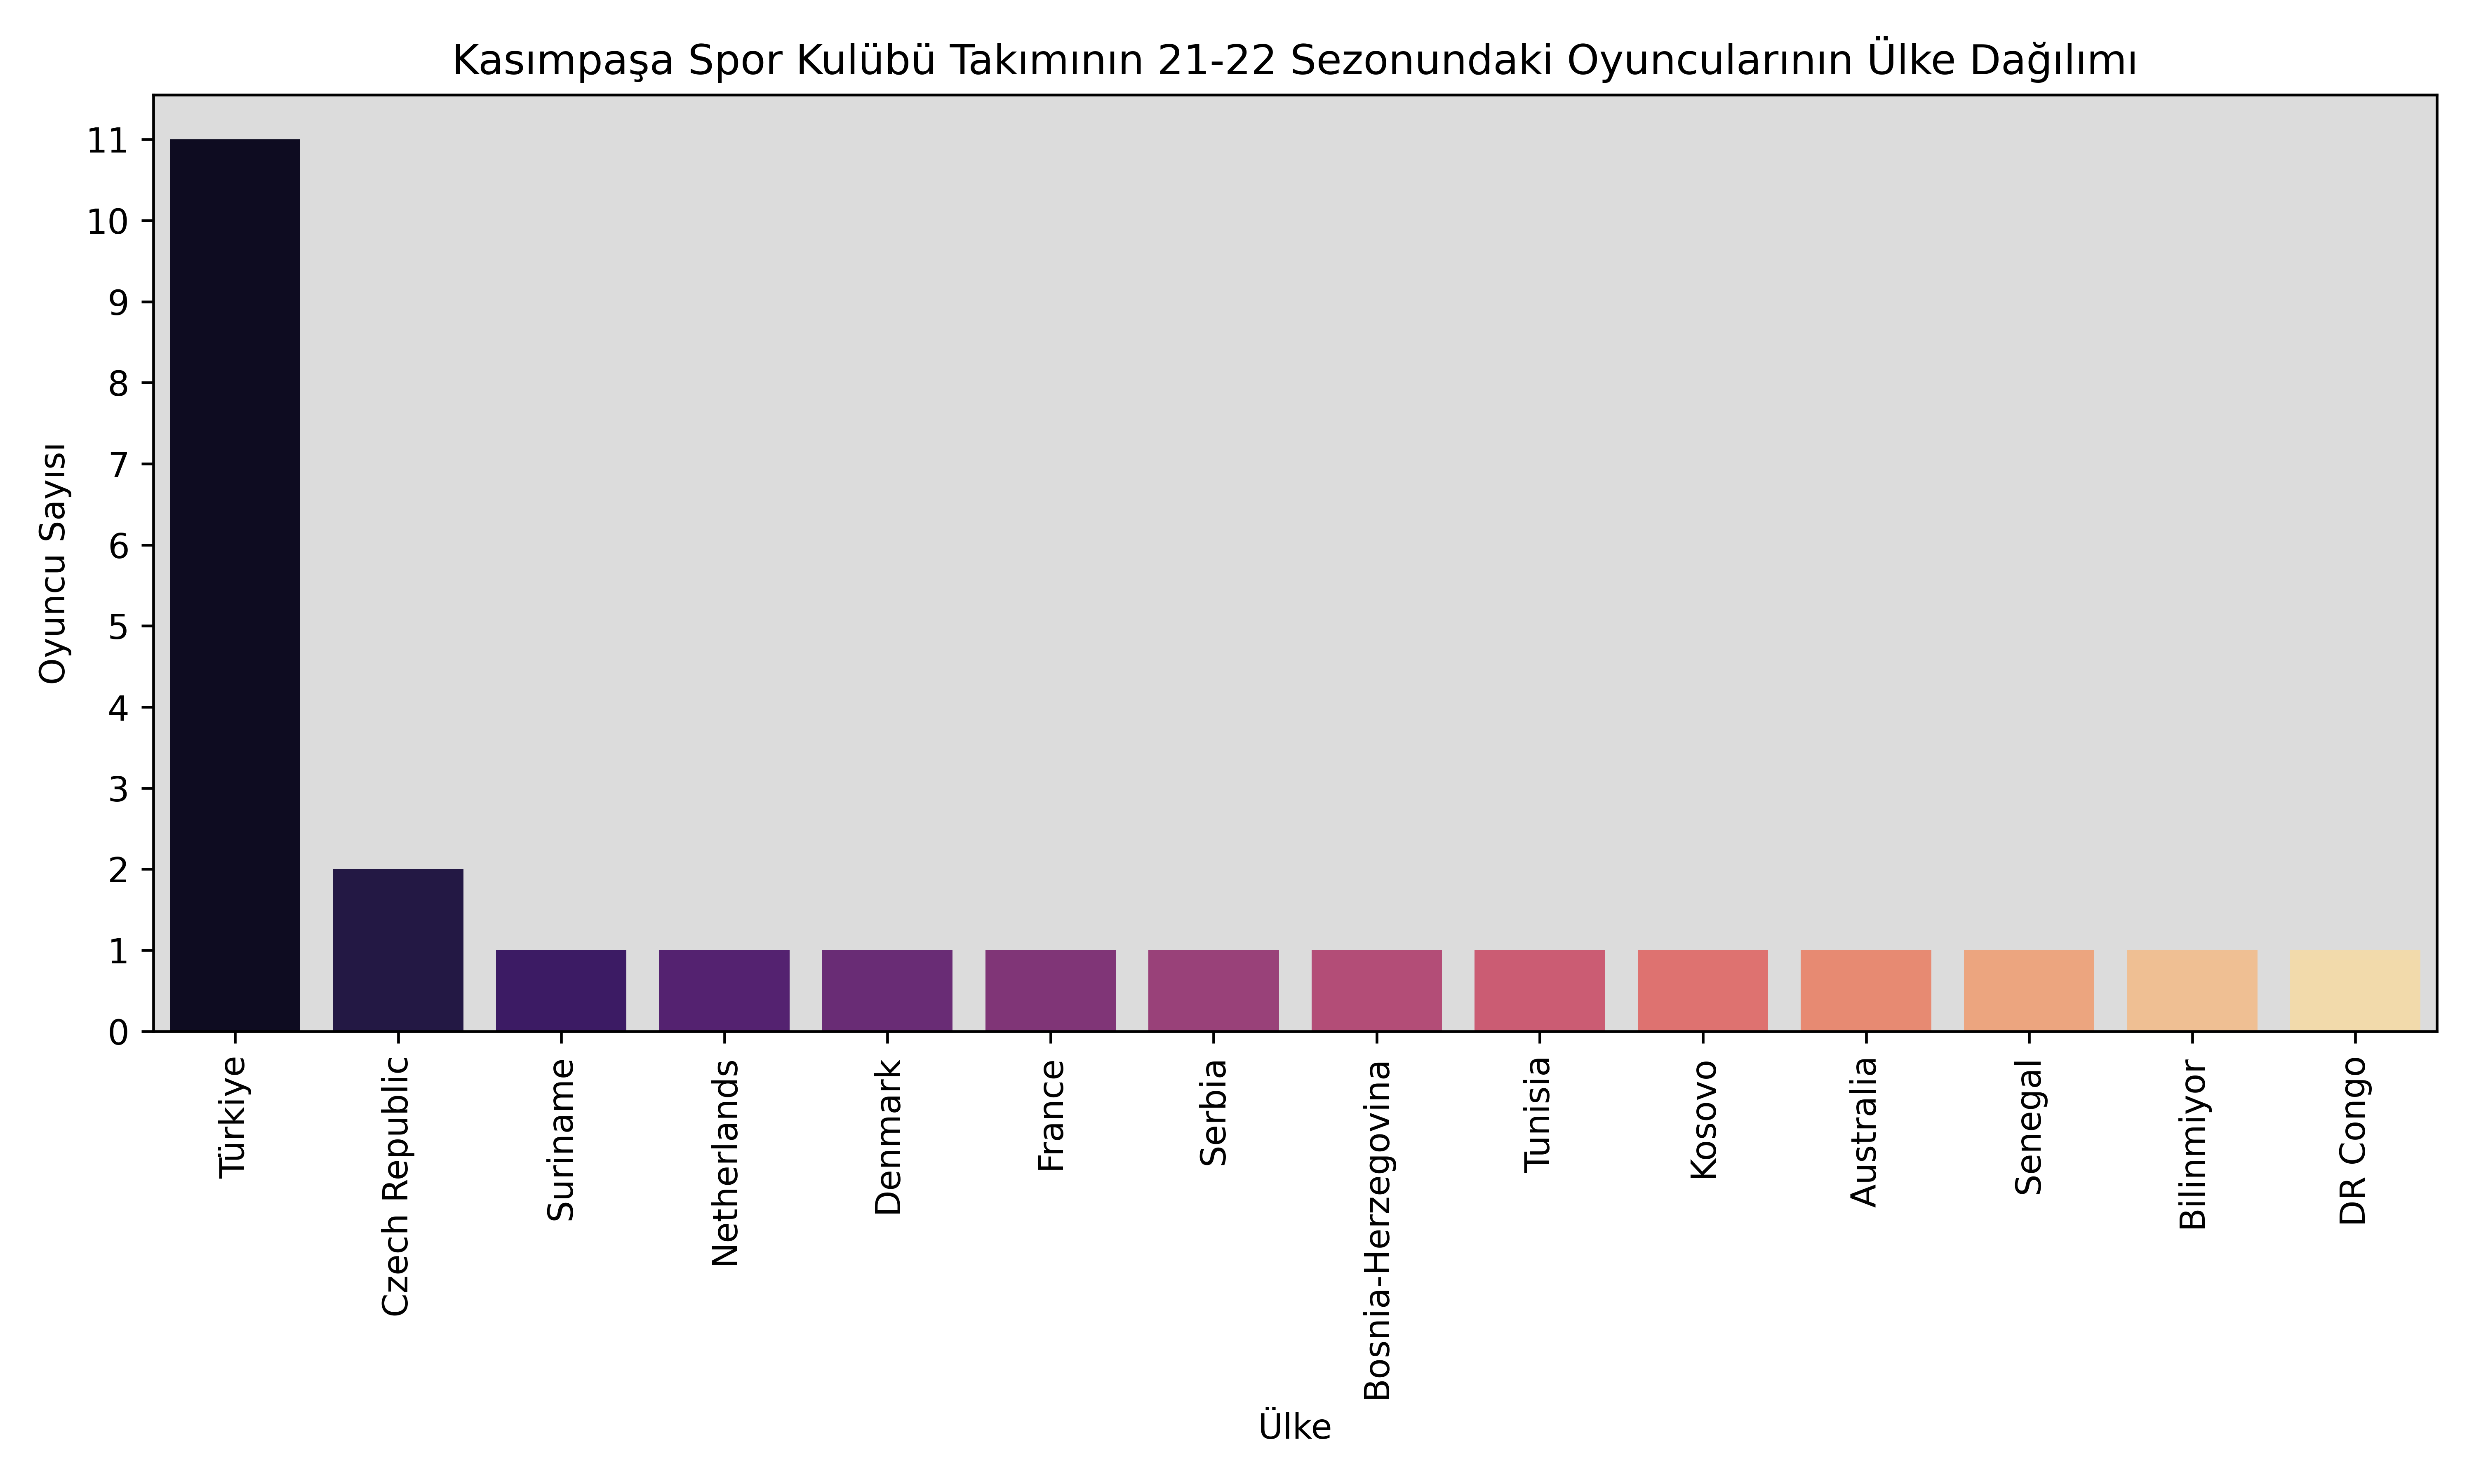 Kasımpaşa Spor Kulübü Takımının 21-22 Sezonundaki Oyuncularının Ülke Dağılımı
Oyuncu Sayısı
11
10
9
8
7
6
5
4
3
2
1
0
Türkiye
Czech Republic
Suriname
Netherlands
Denmark
France
Serbia
Bosnia-Herzegovina
Tunisia
Kosovo
Australia
Senegal
Bilinmiyor
DR Congo
Ülke